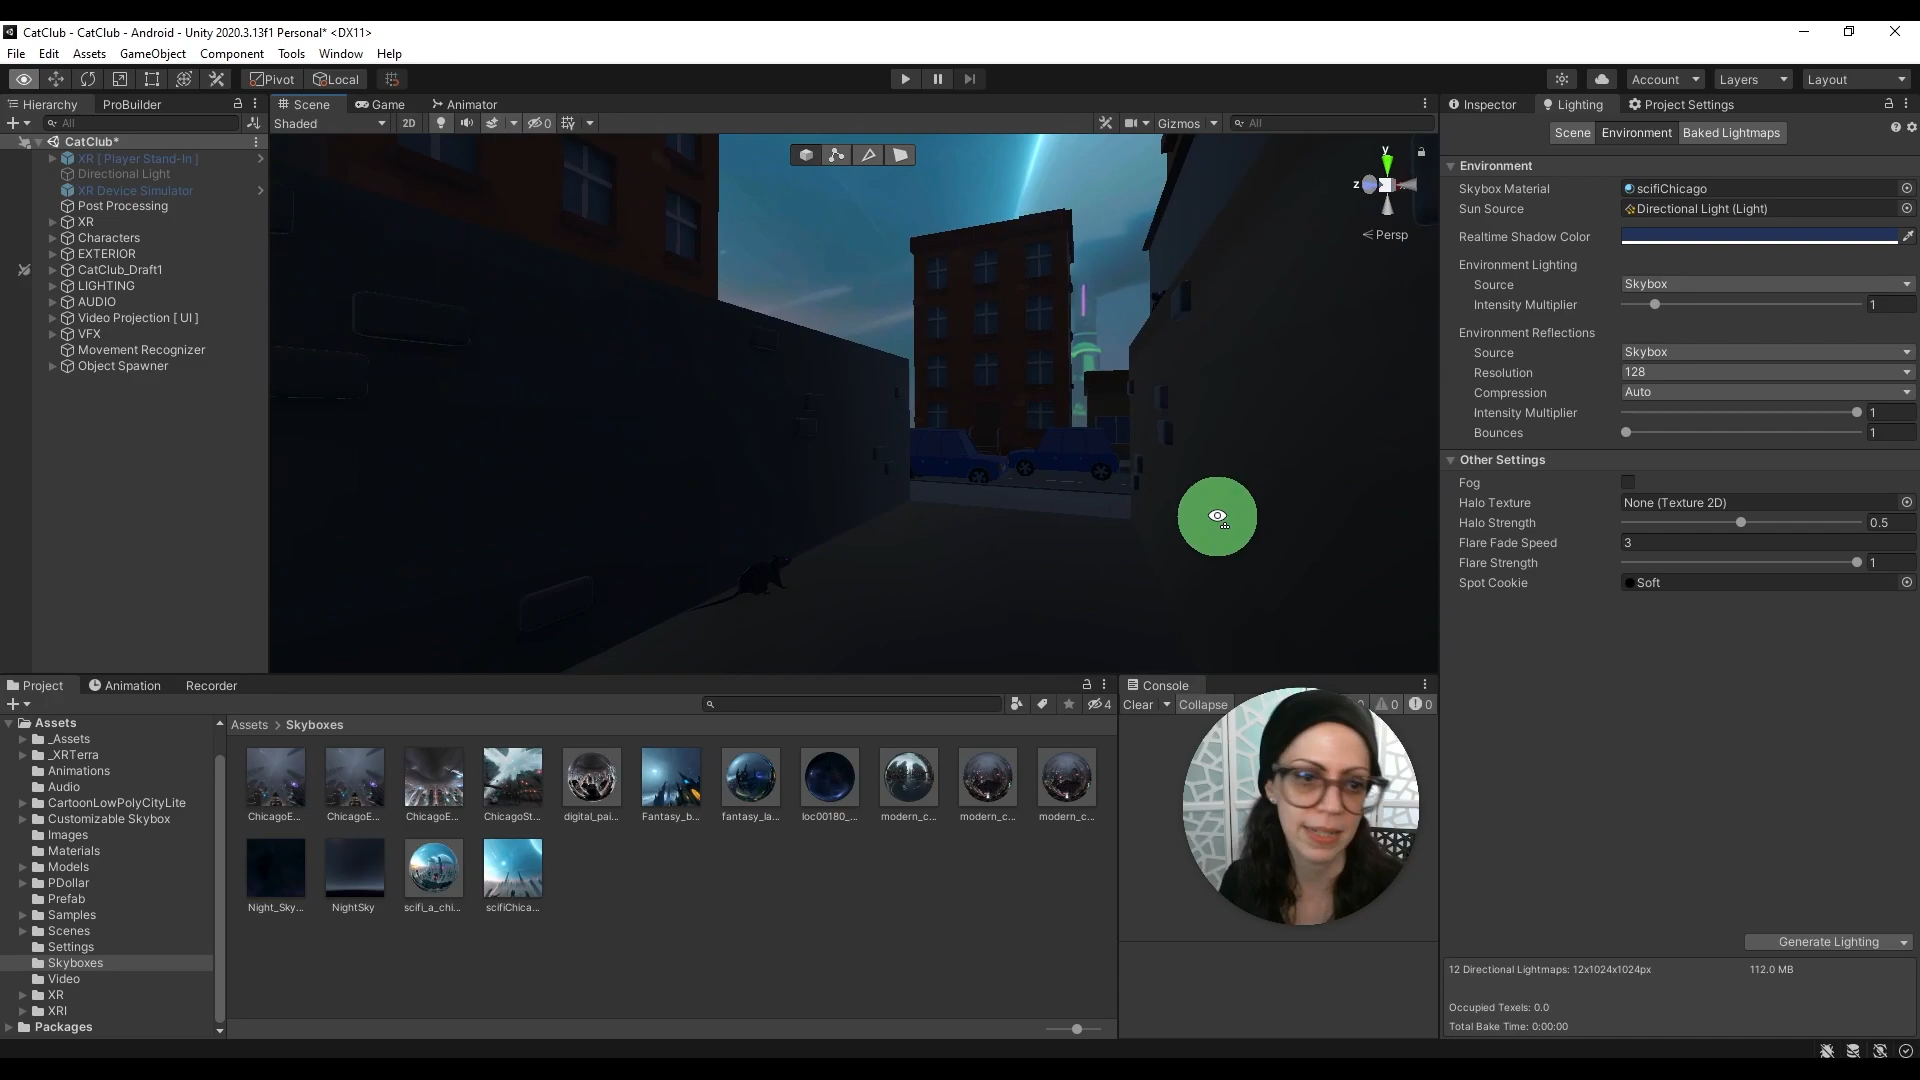 CatClub - CatClub - Android - Unity 2020.3.13f1 Personal* <DX11>
File Edit Assets GameObject Component Tools Jobs Window Help
Pivot Local Account Layers Layout
Hierarchy ProBuilder
All
CatClub*
XR [ Player Stand-In ]
Directional Light
XR Device Simulator
Post Processing
XR
Characters
EXTERIOR
CatClub_Draft1
LIGHTING
AUDIO
Video Projection [ UI ]
VFX
Movement Recognizer
Object Spawner
Scene Game Animator
Shaded 2D 0 Gizmos All
y
z
Persp
Inspector Lighting Project Settings
Scene Environment Baked Lightmaps
Environment
Skybox Material scifiChicago
Sun Source Directional Light (Light)
Realtime Shadow Color
Environment Lighting
Source Skybox
Intensity Multiplier 1
Environment Reflections
Source Skybox
Resolution 128
Compression Auto
Intensity Multiplier 1
Bounces 1
Other Settings
Fog
Halo Texture None (Texture 2D)
Halo Strength 0.5
Flare Fade Speed 3
Flare Strength 1
Spot Cookie Soft
Generate Lighting
12 Directional Lightmaps: 12x1024x1024px 112.0 MB
Occupied Texels: 0.0
Total Bake Time: 0:00:00
Project Animation Recorder
4
Assets
_Assets
_XRTerra
Animations
Audio
CartoonLowPolyCityLite
Customizable Skybox
Images
Materials
Models
PDollar
Prefab
Samples
Scenes
Settings
Skyboxes
Video
XR
XRI
Packages
Assets > Skyboxes
ChicagoE... ChicagoE... ChicagoE... ChicagoSt... digital_pai... Fantasy_b... fantasy_la... loc00180_... modern_c... modern_c... modern_c...
Night_Sky... NightSky scifi_a_chi... scifiChica...
Console
Clear Collapse 0 0 0